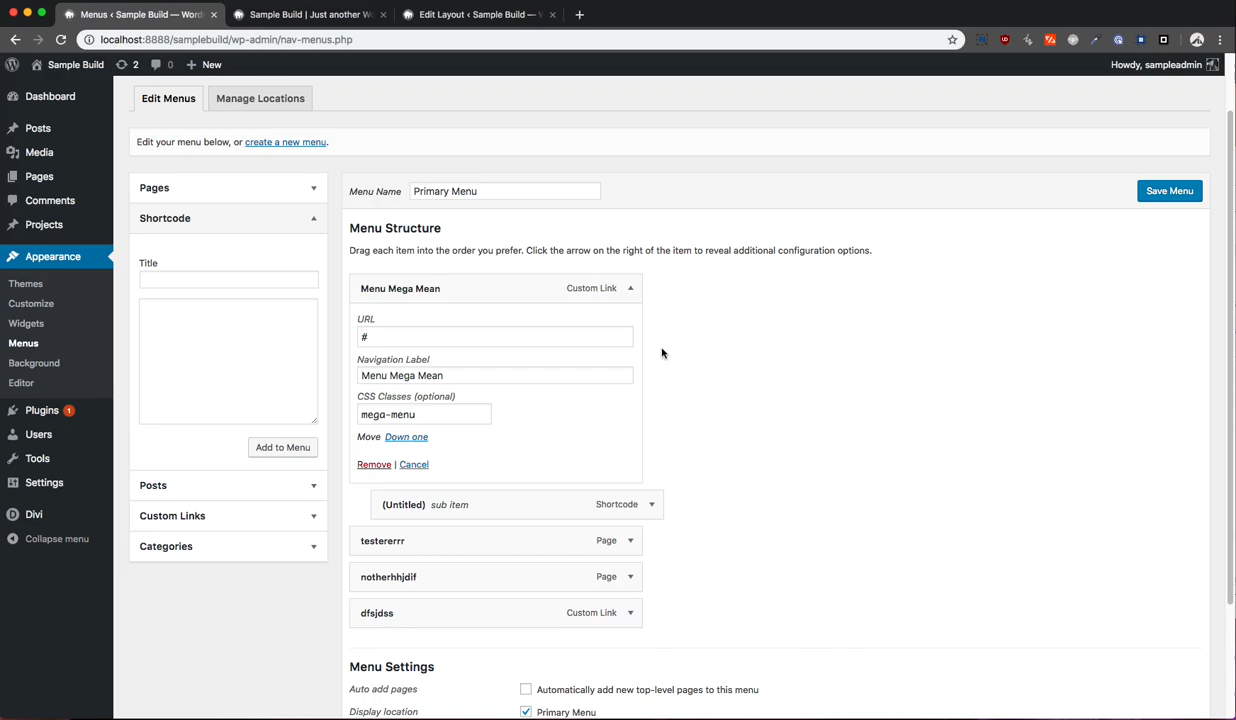 Menus ‹ Sample Build — Word
Sample Build | Just another Wo
Edit Layout ‹ Sample Build — W
localhost:8888/samplebuild/wp-admin/nav-menus.php
Sample Build
2
0
New
Howdy, sampleadmin
Dashboard
Posts
Media
Pages
Comments
Projects
Appearance
Themes
Customize
Widgets
Menus
Background
Editor
Plugins 1
Users
Tools
Settings
Divi
Collapse menu
Edit Menus
Manage Locations
Edit your menu below, or create a new menu.
Pages
Shortcode
Title
Add to Menu
Posts
Custom Links
Categories
Menu Name Primary Menu
Save Menu
Menu Structure
Drag each item into the order you prefer. Click the arrow on the right of the item to reveal additional configuration options.
Menu Mega Mean Custom Link
URL
#
Navigation Label
Menu Mega Mean
CSS Classes (optional)
mega-menu
Move Down one
Remove | Cancel
(Untitled) sub item Shortcode
testererrr Page
notherhhjdif Page
dfsjdss Custom Link
Menu Settings
Auto add pages
Automatically add new top-level pages to this menu
Display location
Primary Menu